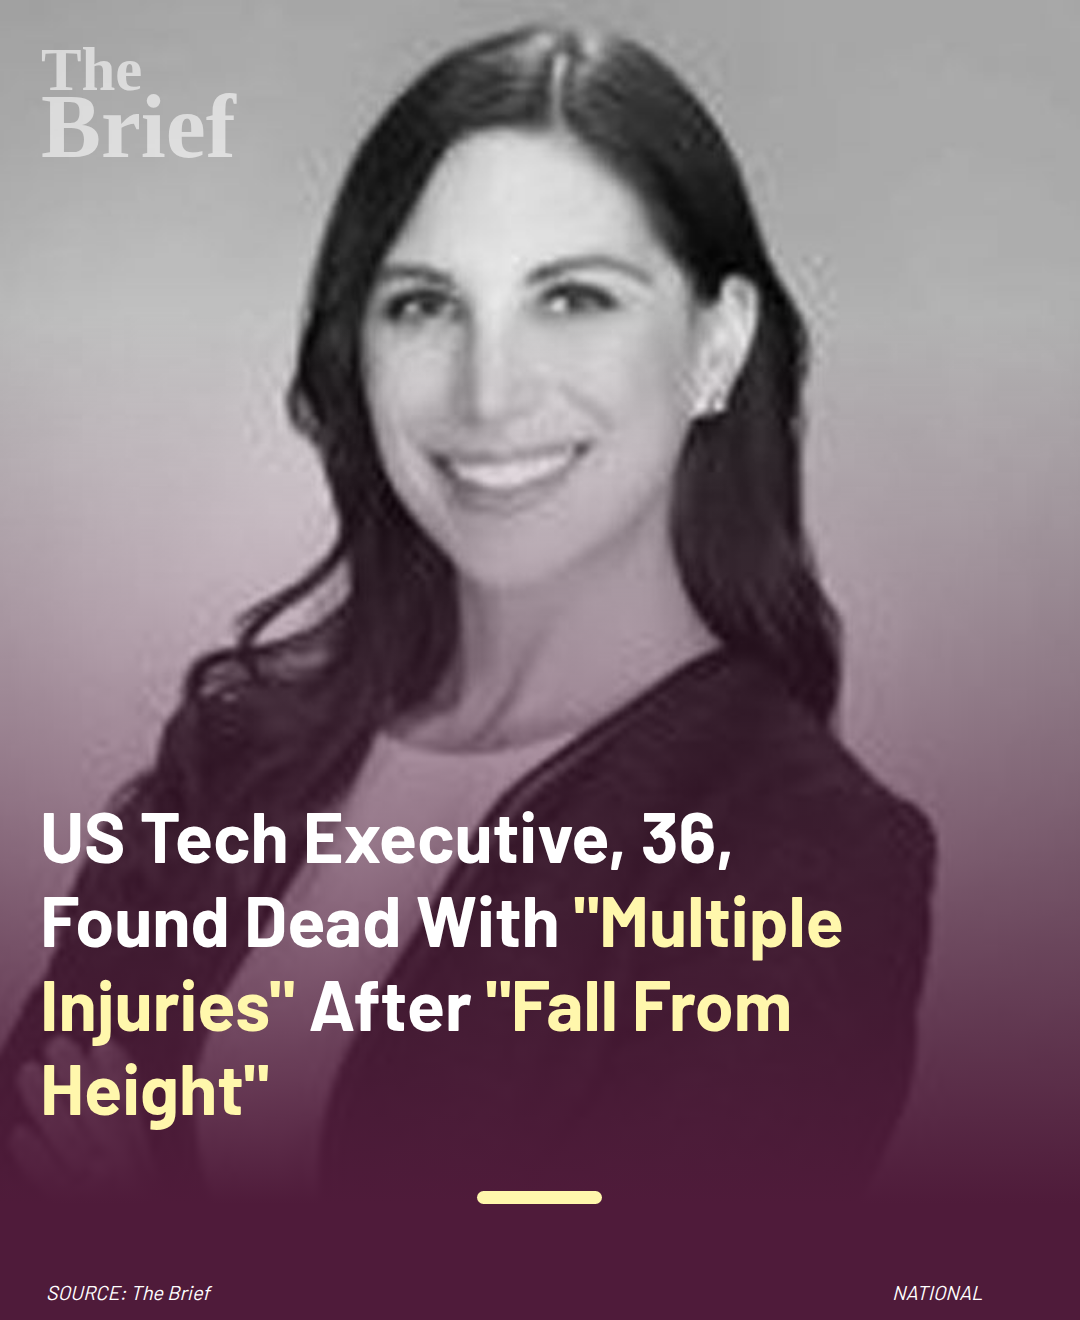 The
Brief
US Tech Executive, 36,
Found Dead With "Multiple
Injuries" After "Fall From
Height"
SOURCE: The Brief
NATIONAL